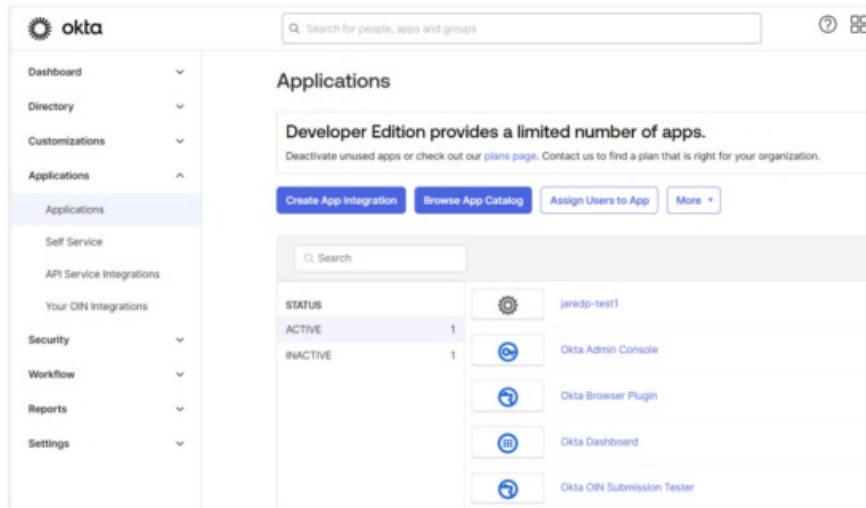 okta
Search for people, apps and groups
Dashboard
Directory
Customizations
Applications
Applications
Self Service
API Service Integrations
Your OIN Integrations
Security
Workflow
Reports
Settings
Applications
Developer Edition provides a limited number of apps.
Deactivate unused apps or check out our plans page. Contact us to find a plan that is right for your organization.
Create App Integration
Browse App Catalog
Assign Users to App
More
Search
STATUS
ACTIVE 1
INACTIVE 1
jaredp-test1
Okta Admin Console
Okta Browser Plugin
Okta Dashboard
Okta OIN Submission Tester